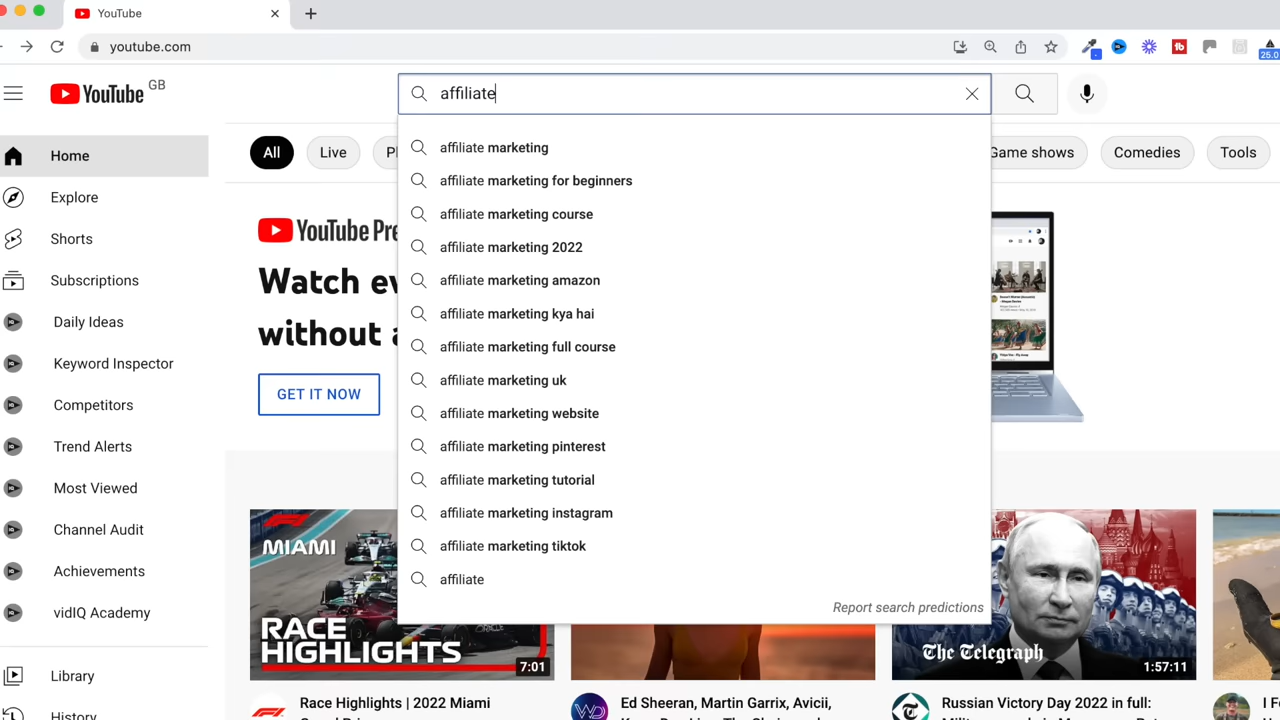 YouTube
youtube.com
25.0
YouTube GB
affiliate
Home
Explore
Shorts
Subscriptions
Daily Ideas
Keyword Inspector
Competitors
Trend Alerts
Most Viewed
Channel Audit
Achievements
vidIQ Academy
Library
History
All
Live
Game shows
Comedies
Tools
affiliate marketing
affiliate marketing for beginners
affiliate marketing course
affiliate marketing 2022
affiliate marketing amazon
affiliate marketing kya hai
affiliate marketing full course
affiliate marketing uk
affiliate marketing website
affiliate marketing pinterest
affiliate marketing tutorial
affiliate marketing instagram
affiliate marketing tiktok
affiliate
Report search predictions
YouTube Pre
Watch ev
without a
GET IT NOW
MIAMI
RACE
HIGHLIGHTS
7:01
The Telegraph
1:57:11
Race Highlights | 2022 Miami
Ed Sheeran, Martin Garrix, Avicii,
Russian Victory Day 2022 in full: